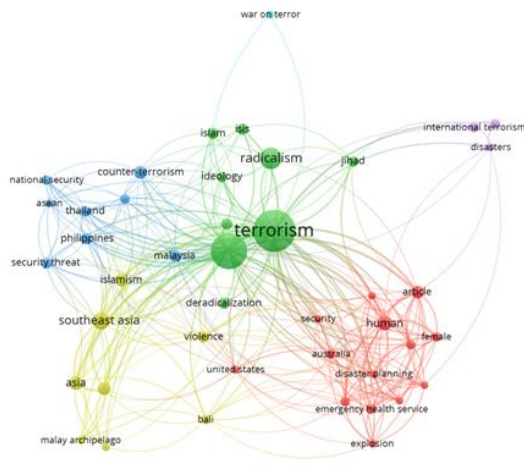 war on terror
international terrorism
disasters
islam
isis
radicalism
jihad
ideology
counter-terrorism
national security
asean
thailand
philippines
security threat
malaysia
terrorism
islamism
deradicalization
southeast asia
violence
security
article
human
female
australia
united states
disaster planning
asia
emergency health service
bali
malay archipelago
explosion